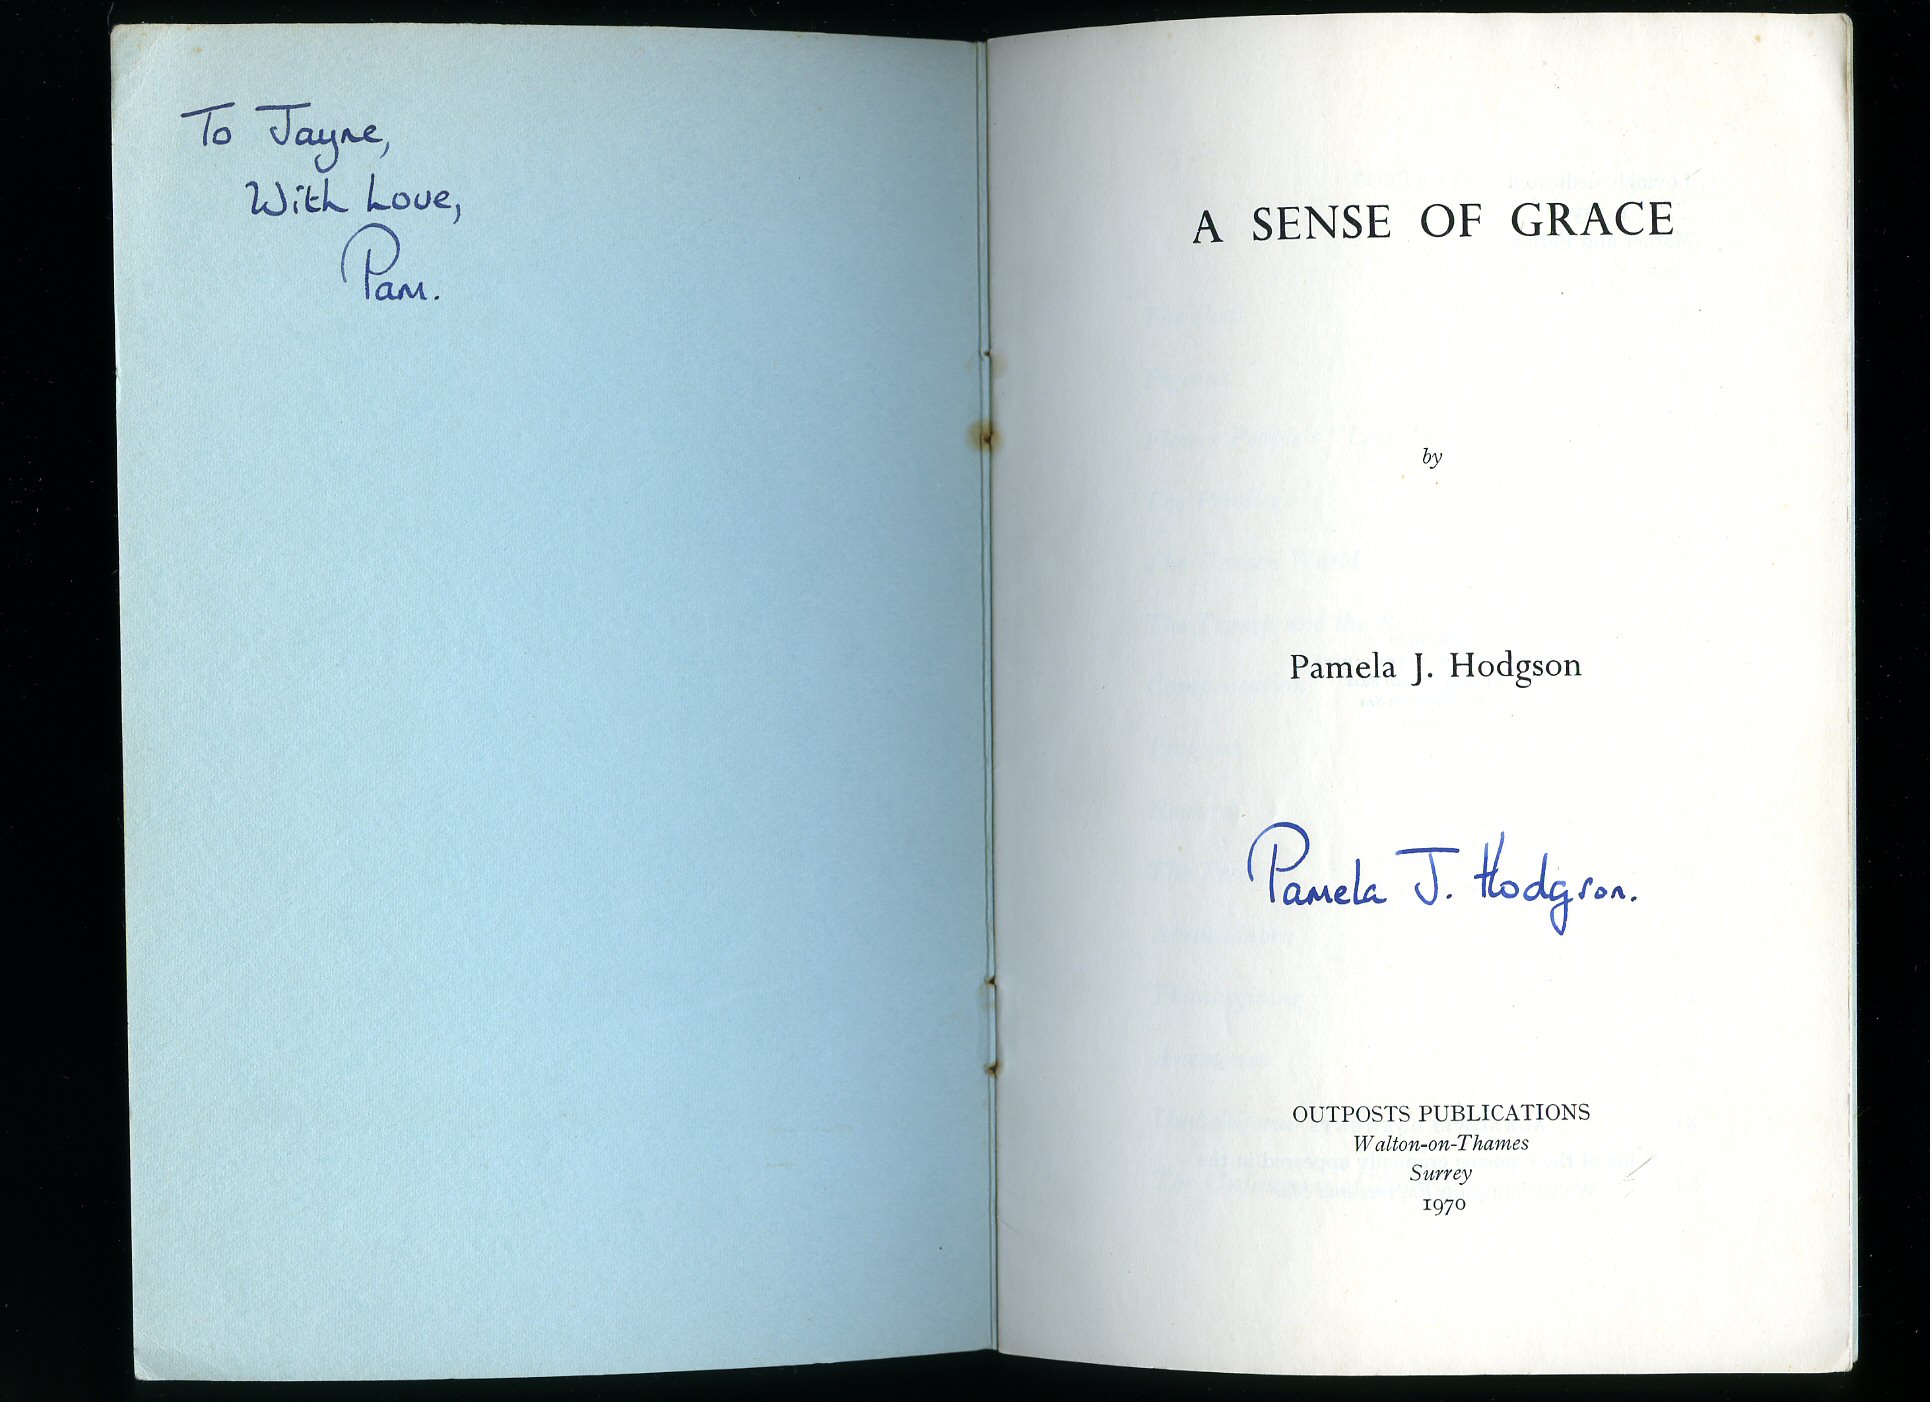 To Jayne,
With Love,
Pam.
A SENSE OF GRACE
by
Pamela J. Hodgson
Pamela J. Hodgson.
OUTPOSTS PUBLICATIONS
Walton-on-Thames
Surrey
1970